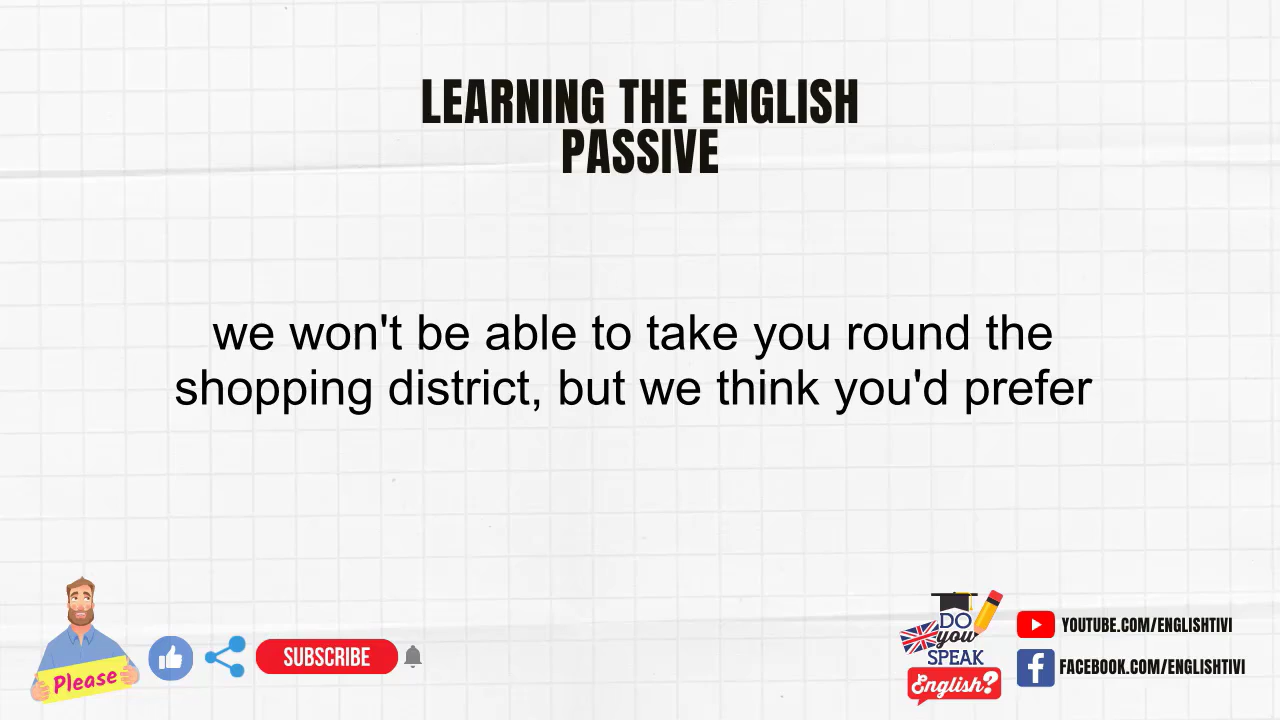 LEARNING THE ENGLISH
PASSIVE
we won't be able to take you round the
shopping district, but we think you'd prefer
Please
SUBSCRIBE
DO
you
SPEAK
English?
YOUTUBE.COM/ENGLISHTIVI
FACEBOOK.COM/ENGLISHTIVI